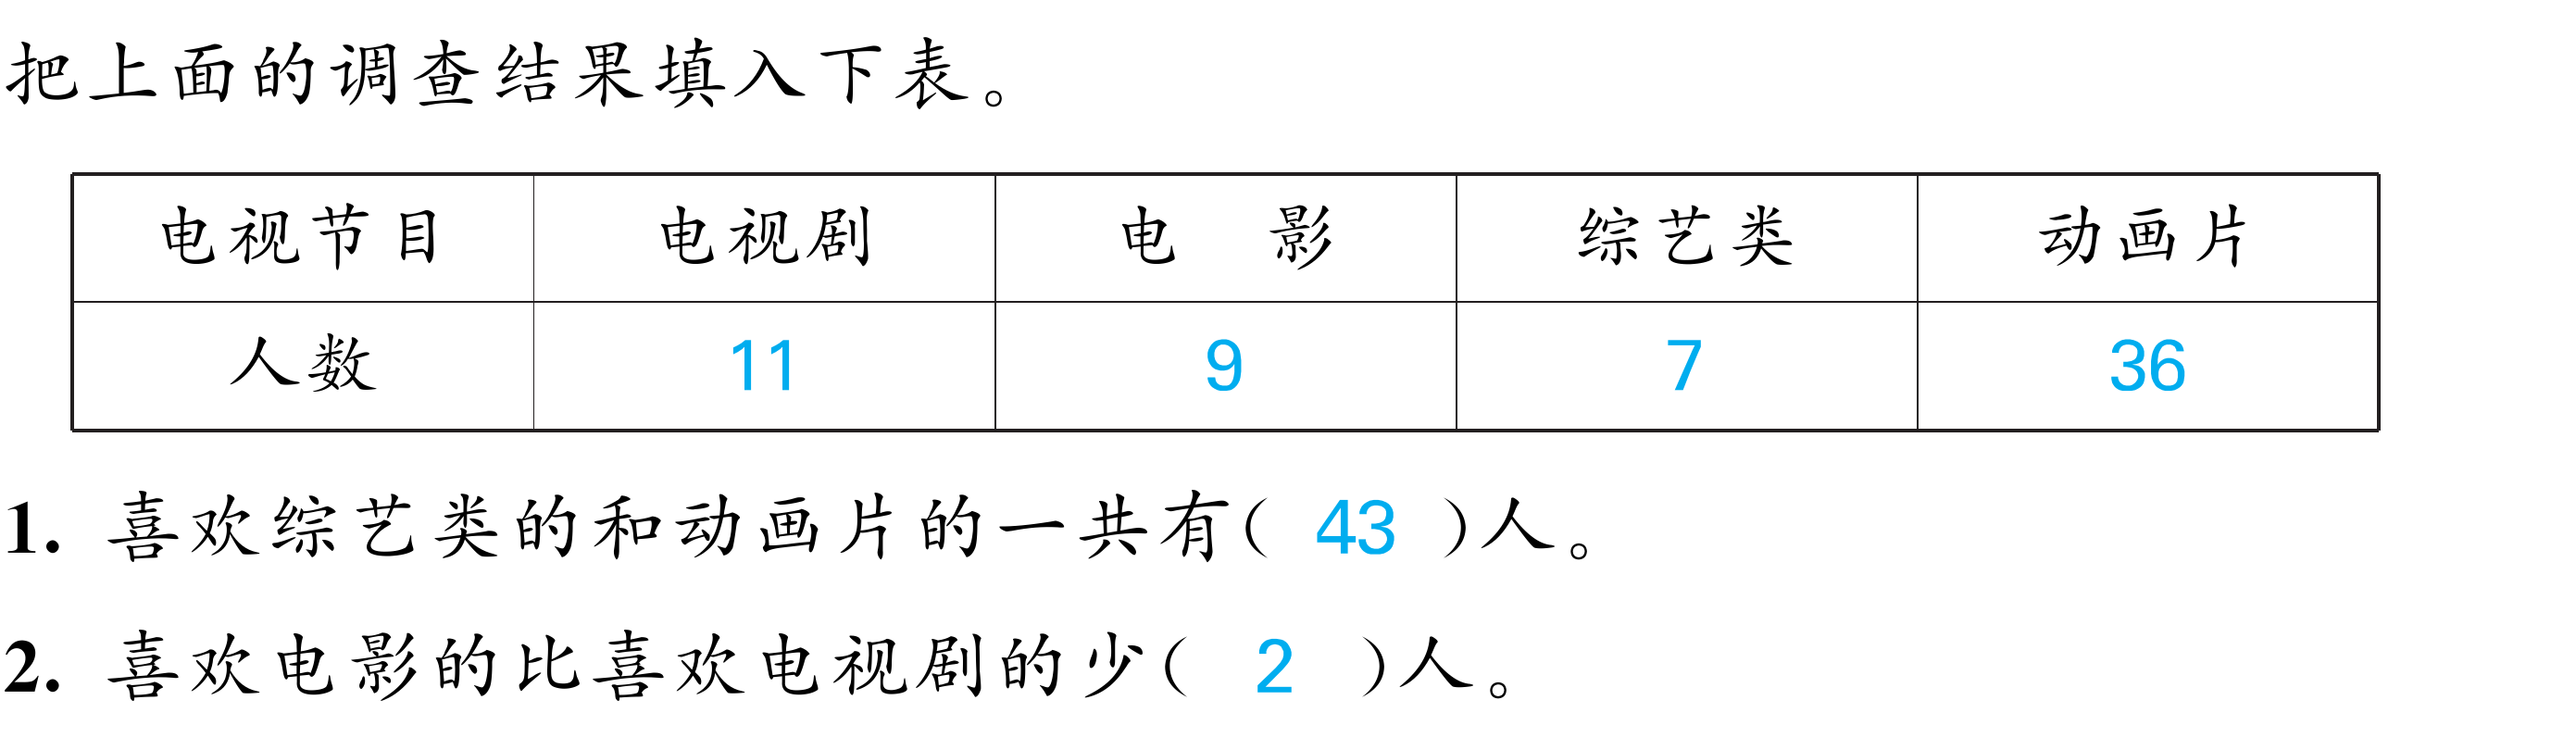 把上面的调查结果填入下表。
电视节目 电视剧 电 影 综艺类 动画片
人数 11 9 7 36
1. 喜欢综艺类的和动画片的一共有( 43 )人。
2. 喜欢电影的比喜欢电视剧的少( 2 )人。